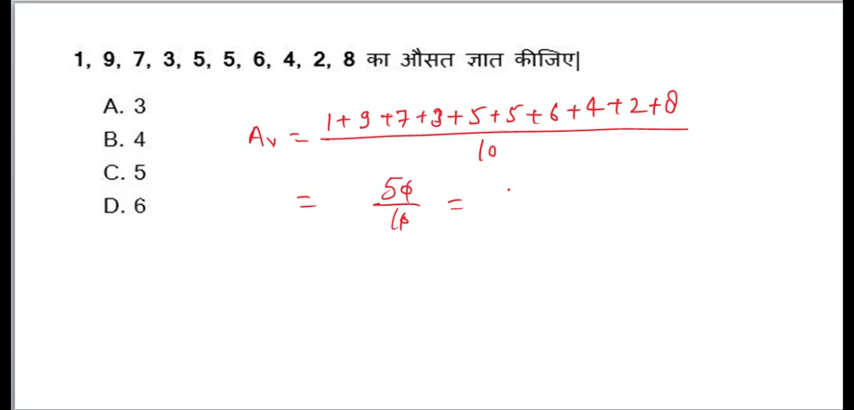 1, 9, 7, 3, 5, 5, 6, 4, 2, 8 का औसत ज्ञात कीजिए|
A. 3
B. 4
C. 5
D. 6
Av = 1+9+7+3+5+5+6+4+2+8
10
= 50
10 =